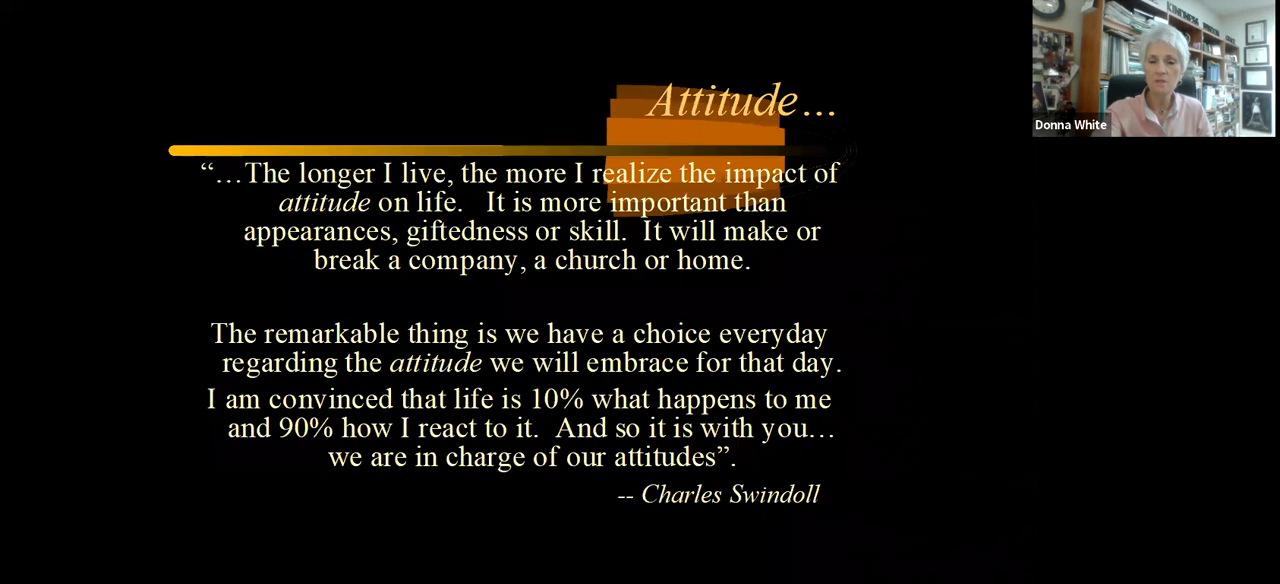 Attitude...
“...The longer I live, the more I realize the impact of
attitude on life. It is more important than
appearances, giftedness or skill. It will make or
break a company, a church or home.
The remarkable thing is we have a choice everyday
regarding the attitude we will embrace for that day.
I am convinced that life is 10% what happens to me
and 90% how I react to it. And so it is with you...
we are in charge of our attitudes”.
-- Charles Swindoll
KINDNESS
Donna White